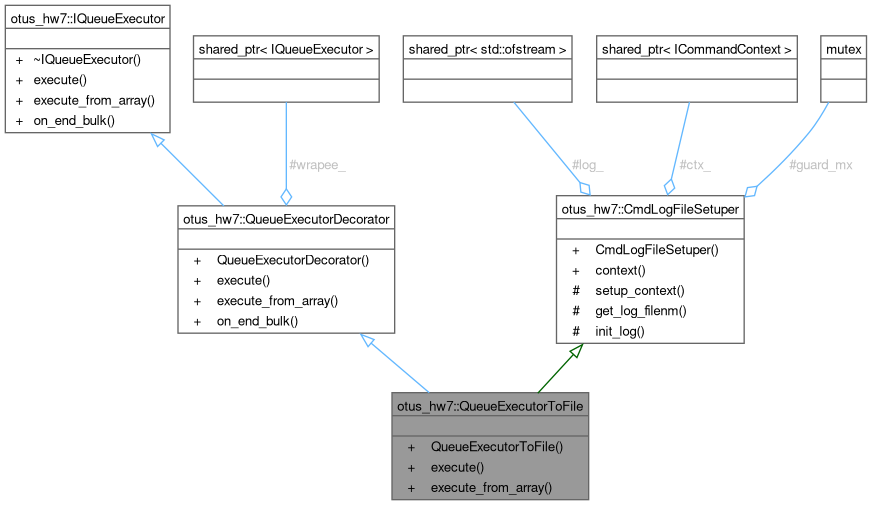 otus_hw7::IQueueExecutor
+ ~IQueueExecutor()
+ execute()
+ execute_from_array()
+ on_end_bulk()
shared_ptr< IQueueExecutor >
shared_ptr< std::ofstream >
shared_ptr< ICommandContext >
mutex
#wrapee_
#log_
#ctx_
#guard_mx
otus_hw7::QueueExecutorDecorator
+ QueueExecutorDecorator()
+ execute()
+ execute_from_array()
+ on_end_bulk()
otus_hw7::CmdLogFileSetuper
+ CmdLogFileSetuper()
+ context()
# setup_context()
# get_log_filenm()
# init_log()
otus_hw7::QueueExecutorToFile
+ QueueExecutorToFile()
+ execute()
+ execute_from_array()